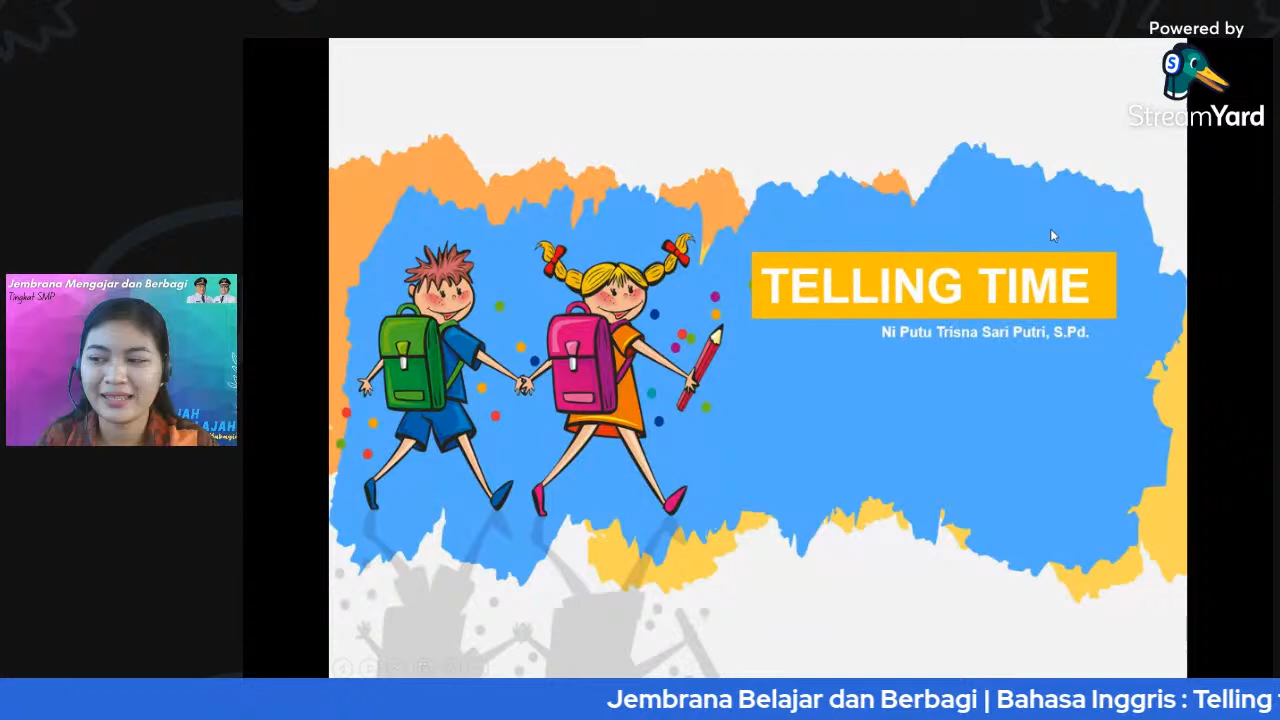 Powered by
StreamYard
Jembrana Mengajar dan Berbagi
Tingkat SMP
TELLING TIME
Ni Putu Trisna Sari Putri, S.Pd.
Jembrana Belajar dan Berbagi | Bahasa Inggris : Telling